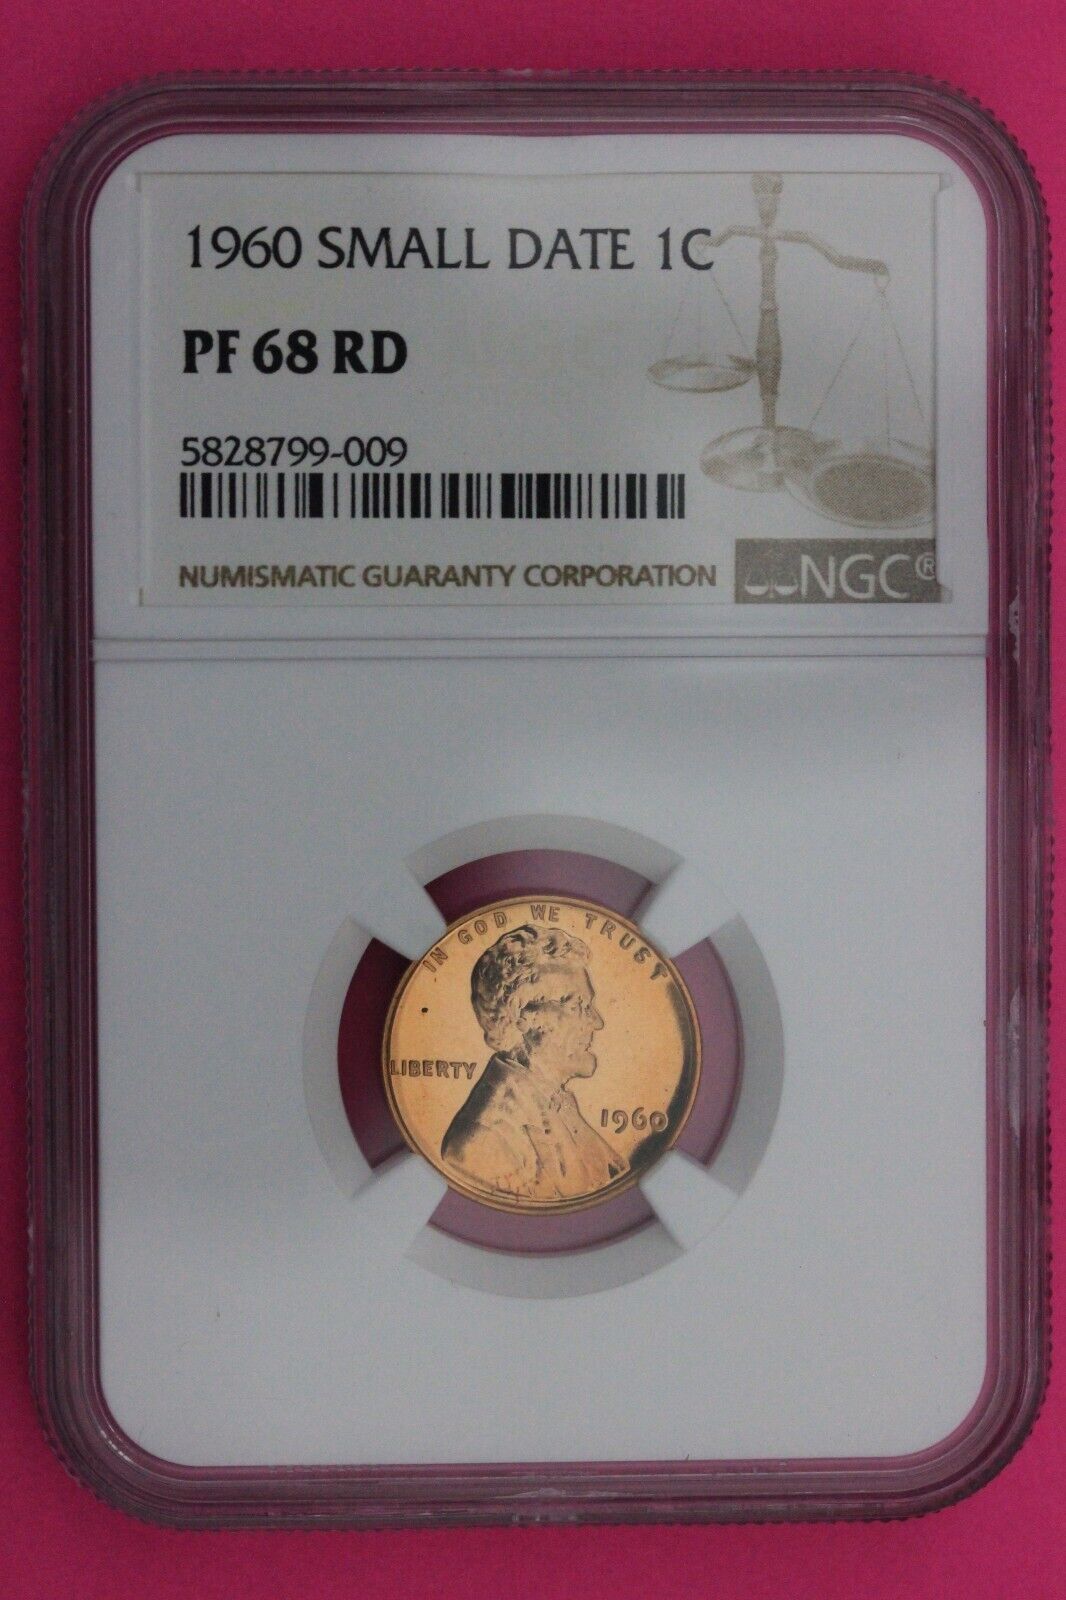 1960 SMALL DATE 1C
PF 68 RD
5828799-009
NUMISMATIC GUARANTY CORPORATION
NGC®
IN GOD WE TRUST
LIBERTY
1960